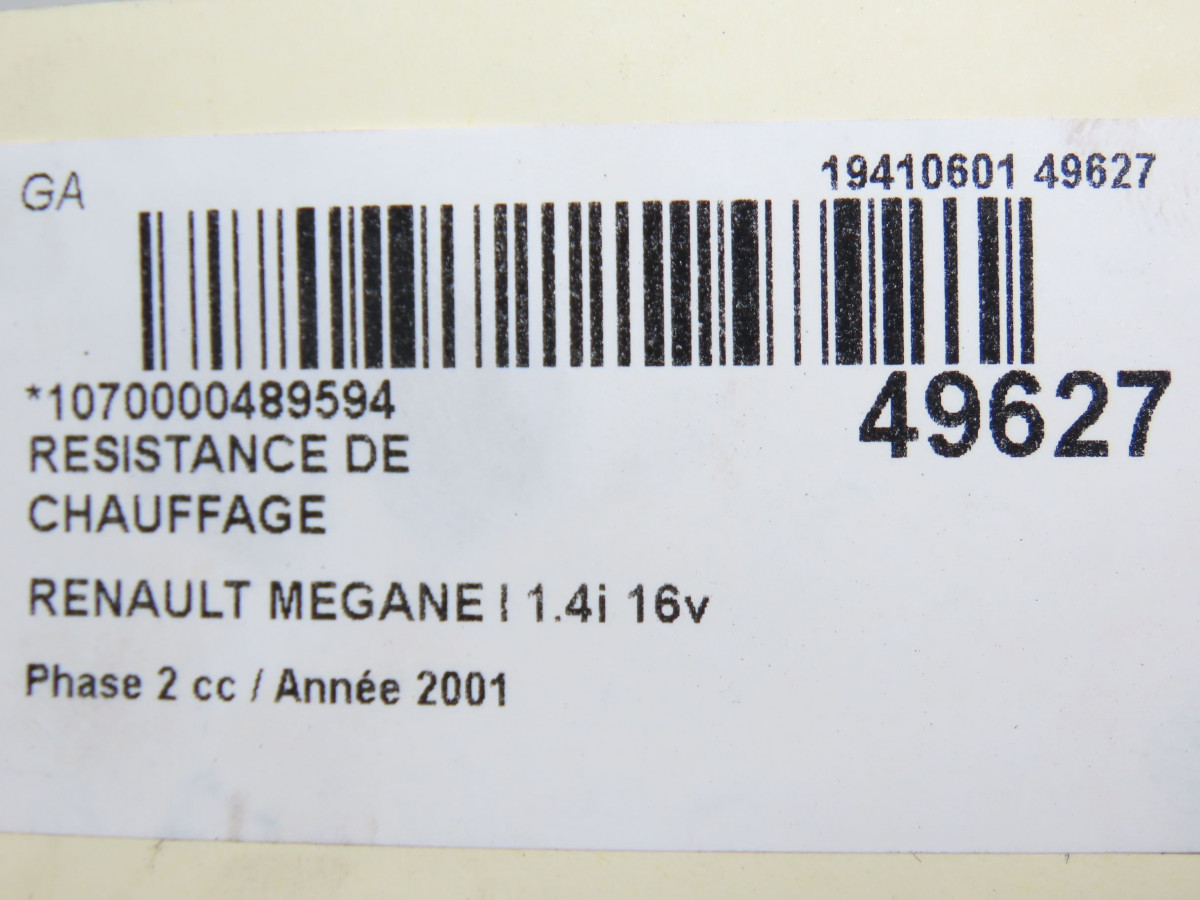 GA
19410601 49627
*1070000489594
49627
RESISTANCE DE
CHAUFFAGE
RENAULT MEGANE I 1.4i 16v
Phase 2 cc / Année 2001